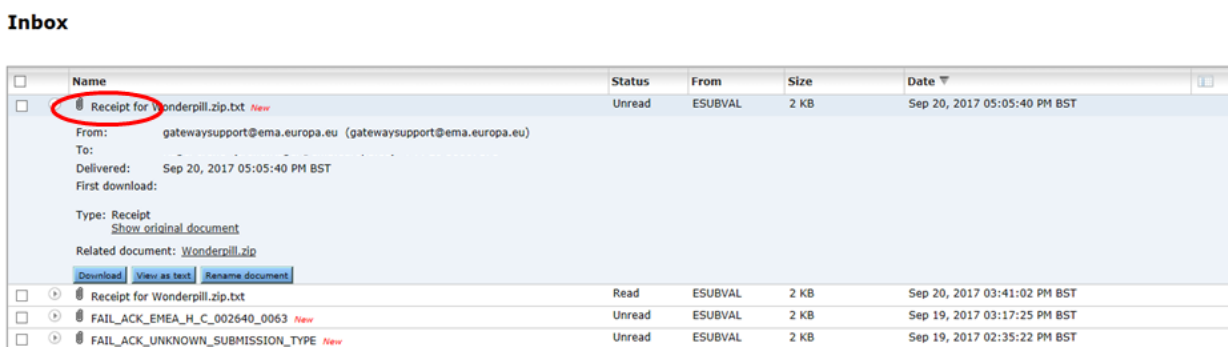 Inbox
Name Status From Size Date
Receipt for Wonderpill.zip.txt New Unread ESUBVAL 2 KB Sep 20, 2017 05:05:40 PM BST
From: gatewaysupport@ema.europa.eu (gatewaysupport@ema.europa.eu)
To:
Delivered: Sep 20, 2017 05:05:40 PM BST
First download:
Type: Receipt
Show original document
Related document: Wonderpill.zip
Download View as text Rename document
Receipt for Wonderpill.zip.txt Read ESUBVAL 2 KB Sep 20, 2017 03:41:02 PM BST
FAIL_ACK_EMEA_H_C_002640_0063 New Unread ESUBVAL 2 KB Sep 19, 2017 03:17:25 PM BST
FAIL_ACK_UNKNOWN_SUBMISSION_TYPE New Unread ESUBVAL 2 KB Sep 19, 2017 02:35:22 PM BST